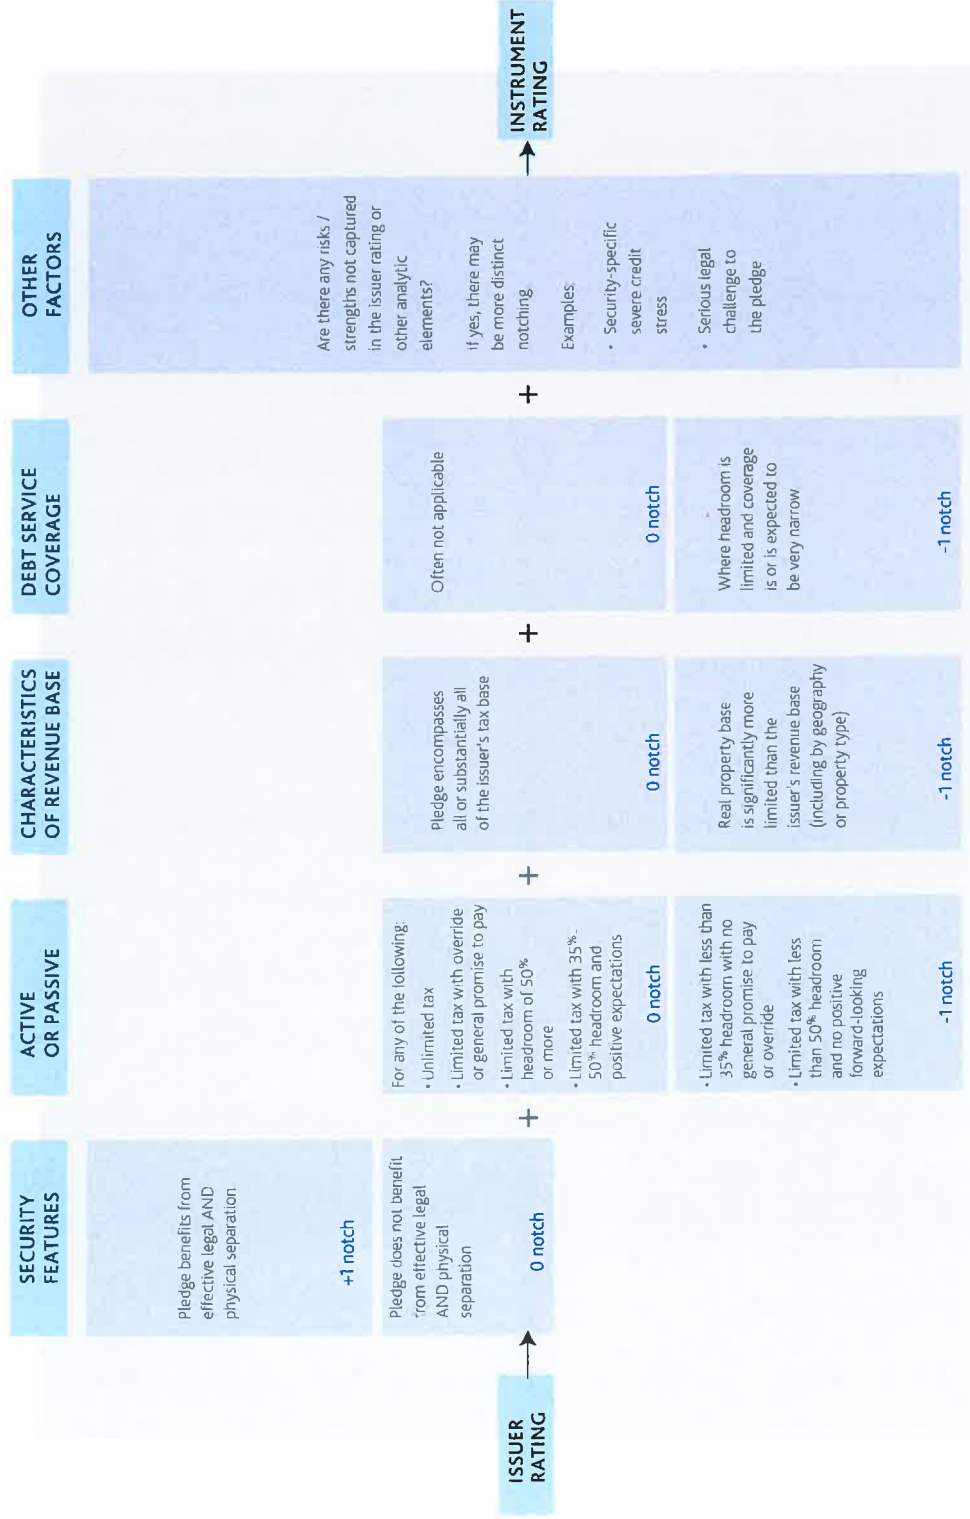 ISSUER
RATING
SECURITY
FEATURES
Pledge benefits from
effective legal AND
physical separation
+1 notch
Pledge does not benefit
from effective legal
AND physical
separation
0 notch
+
ACTIVE
OR PASSIVE
For any of the following:
• Unlimited tax
• Limited tax with override
or general promise to pay
• Limited tax with
headroom of 50%
or more
• Limited tax with 35%-
50% headroom and
positive expectations
0 notch
• Limited tax with less than
35% headroom with no
general promise to pay
or override
• Limited tax with less
than 50% headroom
and no positive
forward-looking
expectations
-1 notch
+
CHARACTERISTICS
OF REVENUE BASE
Pledge encompasses
all or substantially all
of the issuer's tax base
0 notch
Real property base
is significantly more
limited than the
issuer's revenue base
(including by geography
or property type)
-1 notch
+
DEBT SERVICE
COVERAGE
Often not applicable
0 notch
Where headroom is
limited and coverage
is or is expected to
be very narrow
-1 notch
+
OTHER
FACTORS
Are there any risks /
strengths not captured
in the issuer rating or
other analytic
elements?
If yes, there may
be more distinct
notching
Examples:
• Security-specific
severe credit
stress
• Serious legal
challenge to
the pledge
INSTRUMENT
RATING